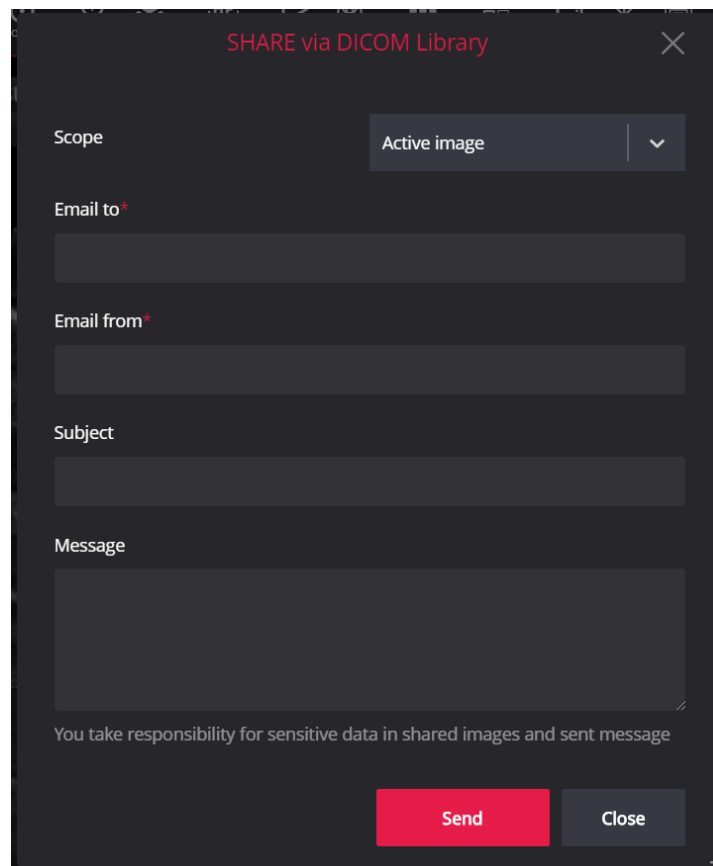 SHARE via DICOM Library
Scope
Active image
Email to*
Email from*
Subject
Message
You take responsibility for sensitive data in shared images and sent message
Send
Close